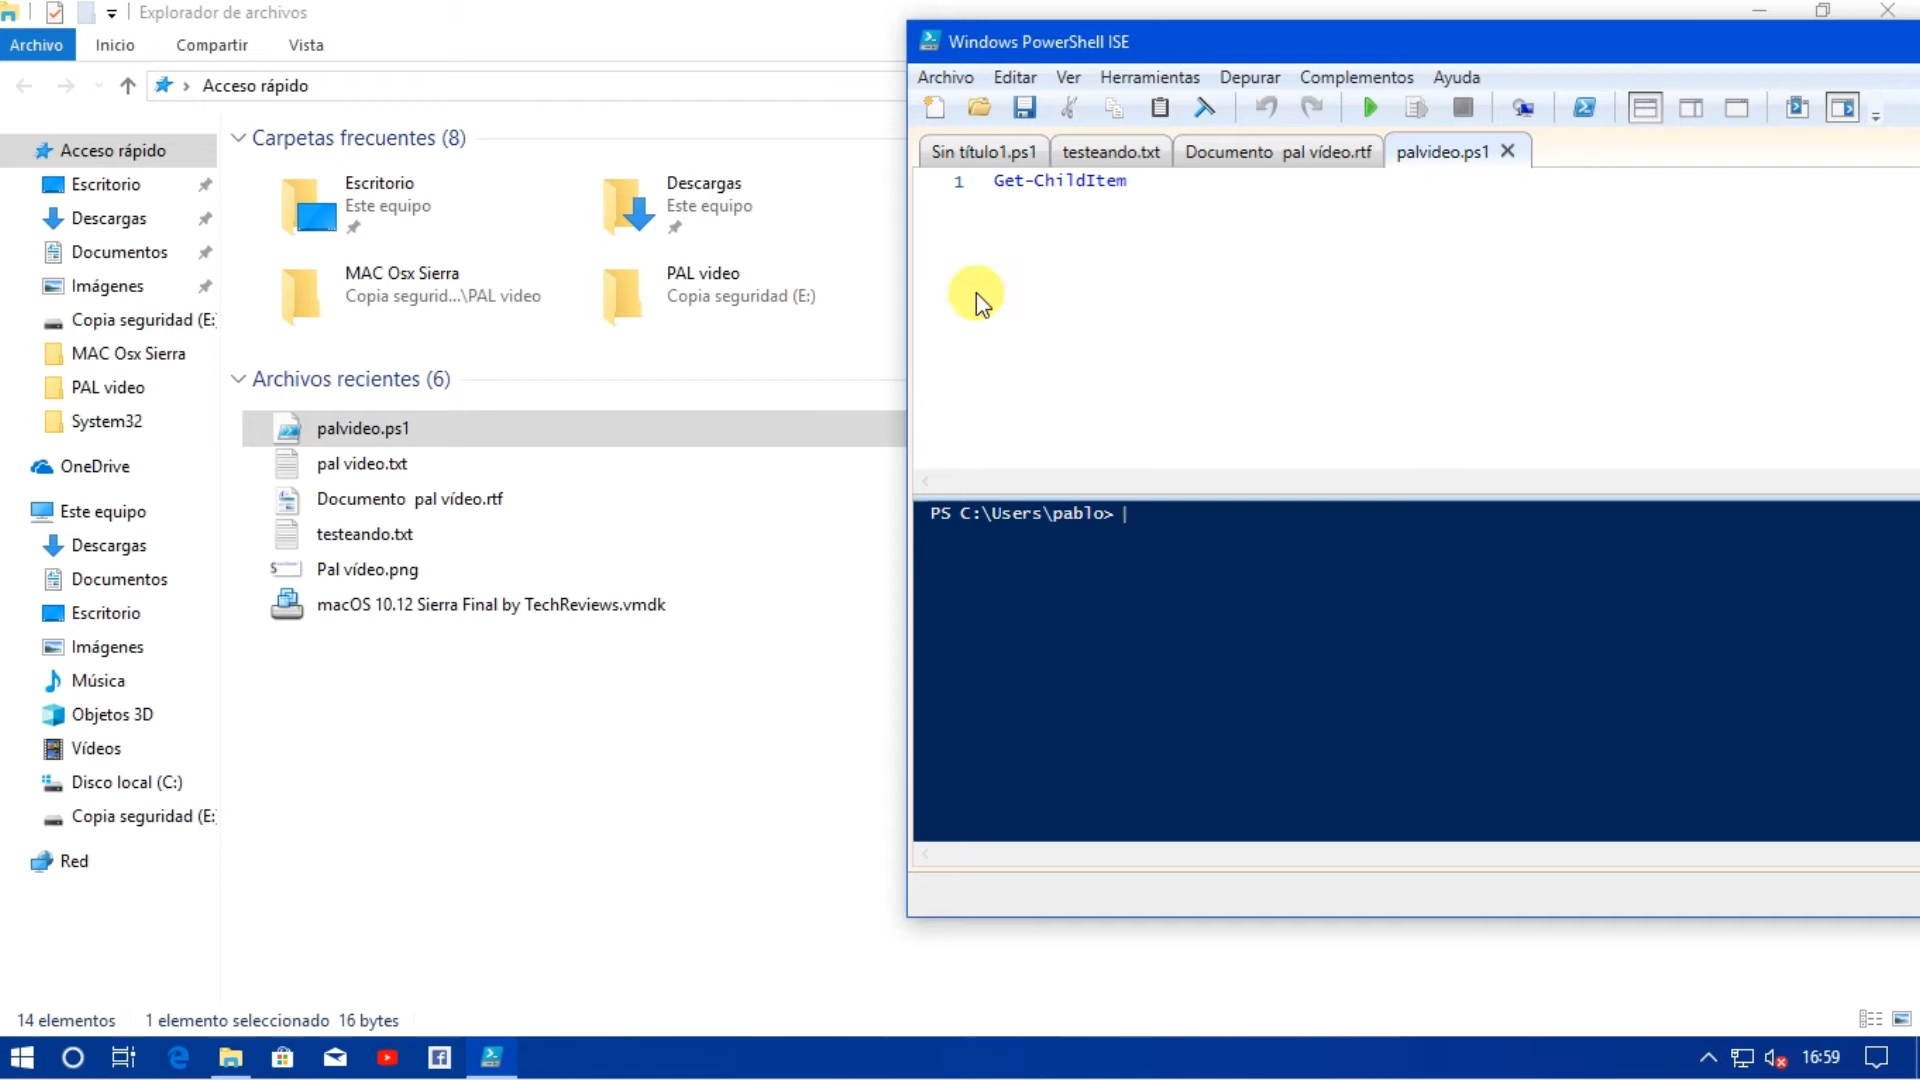 Explorador de archivos
Archivo Inicio Compartir Vista
Acceso rápido
Acceso rápido
Escritorio
Descargas
Documentos
Imágenes
Copia seguridad (E:
MAC Osx Sierra
PAL video
System32
OneDrive
Este equipo
Descargas
Documentos
Escritorio
Imágenes
Música
Objetos 3D
Vídeos
Disco local (C:)
Copia seguridad (E:
Red
Carpetas frecuentes (8)
Escritorio
Este equipo
Descargas
Este equipo
MAC Osx Sierra
Copia segurid...\PAL video
PAL video
Copia seguridad (E:)
Archivos recientes (6)
palvideo.ps1
pal video.txt
Documento pal vídeo.rtf
testeando.txt
Pal vídeo.png
macOS 10.12 Sierra Final by TechReviews.vmdk
14 elementos 1 elemento seleccionado 16 bytes
Windows PowerShell ISE
Archivo Editar Ver Herramientas Depurar Complementos Ayuda
Sin título1.ps1 testeando.txt Documento pal vídeo.rtf palvideo.ps1
1 Get-ChildItem
PS C:\Users\pablo>
16:59